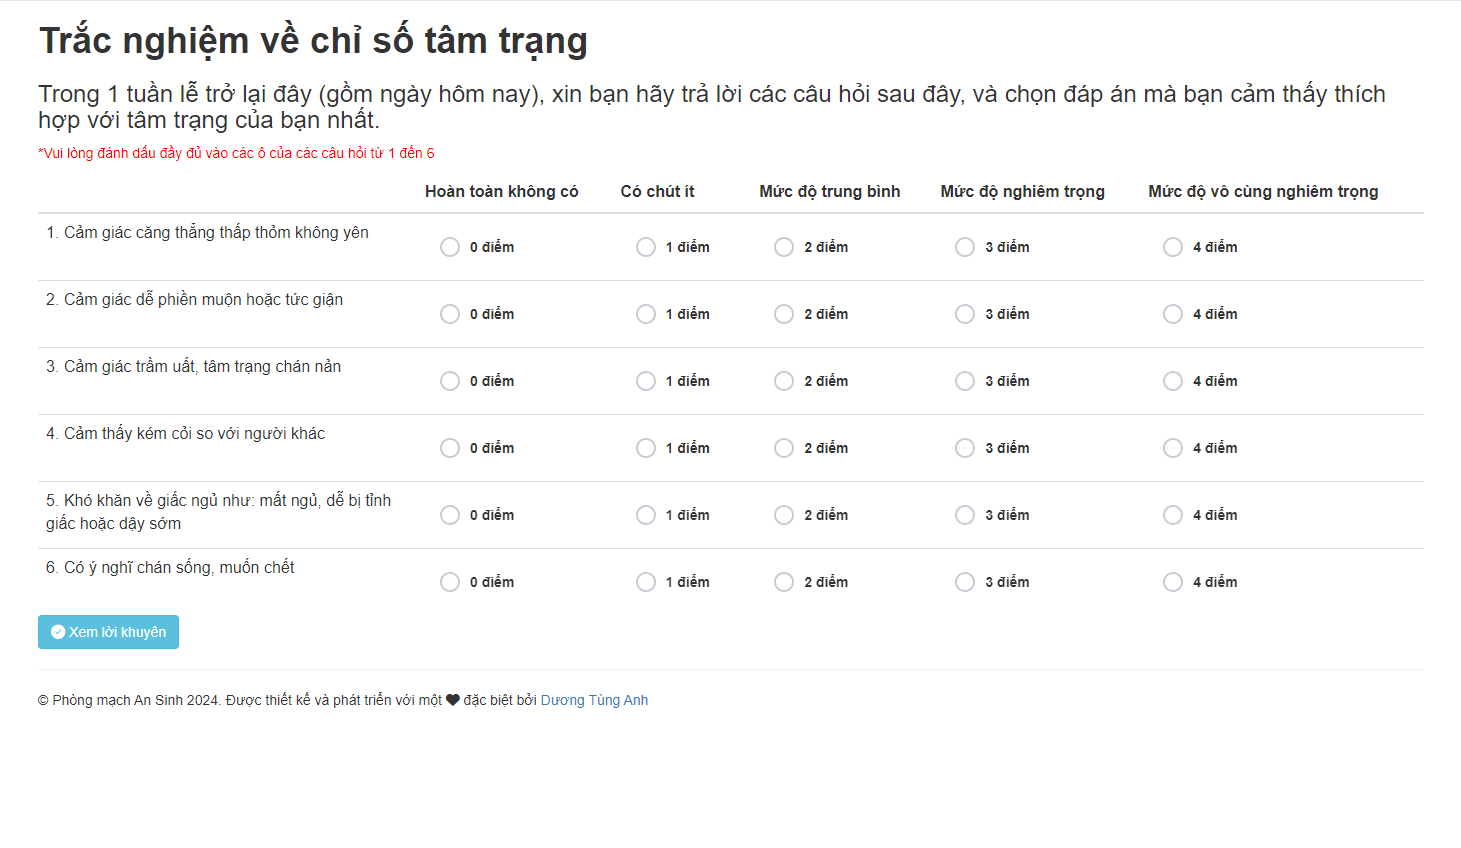 Trắc nghiệm về chỉ số tâm trạng
Trong 1 tuần lễ trở lại đây (gồm ngày hôm nay), xin bạn hãy trả lời các câu hỏi sau đây, và chọn đáp án mà bạn cảm thấy thích
hợp với tâm trạng của bạn nhất.
*Vui lòng đánh dấu đầy đủ vào các ô của các câu hỏi từ 1 đến 6
Hoàn toàn không có Có chút ít Mức độ trung bình Mức độ nghiêm trọng Mức độ vô cùng nghiêm trọng
1. Cảm giác căng thẳng thấp thỏm không yên
0 điểm 1 điểm 2 điểm 3 điểm 4 điểm
2. Cảm giác dễ phiền muộn hoặc tức giận
0 điểm 1 điểm 2 điểm 3 điểm 4 điểm
3. Cảm giác trầm uất, tâm trạng chán nản
0 điểm 1 điểm 2 điểm 3 điểm 4 điểm
4. Cảm thấy kém cỏi so với người khác
0 điểm 1 điểm 2 điểm 3 điểm 4 điểm
5. Khó khăn về giấc ngủ như: mất ngủ, dễ bị tỉnh
giấc hoặc dậy sớm
0 điểm 1 điểm 2 điểm 3 điểm 4 điểm
6. Có ý nghĩ chán sống, muốn chết
0 điểm 1 điểm 2 điểm 3 điểm 4 điểm
Xem lời khuyên
© Phòng mạch An Sinh 2024. Được thiết kế và phát triển với một ♥ đặc biệt bởi Dương Tùng Anh